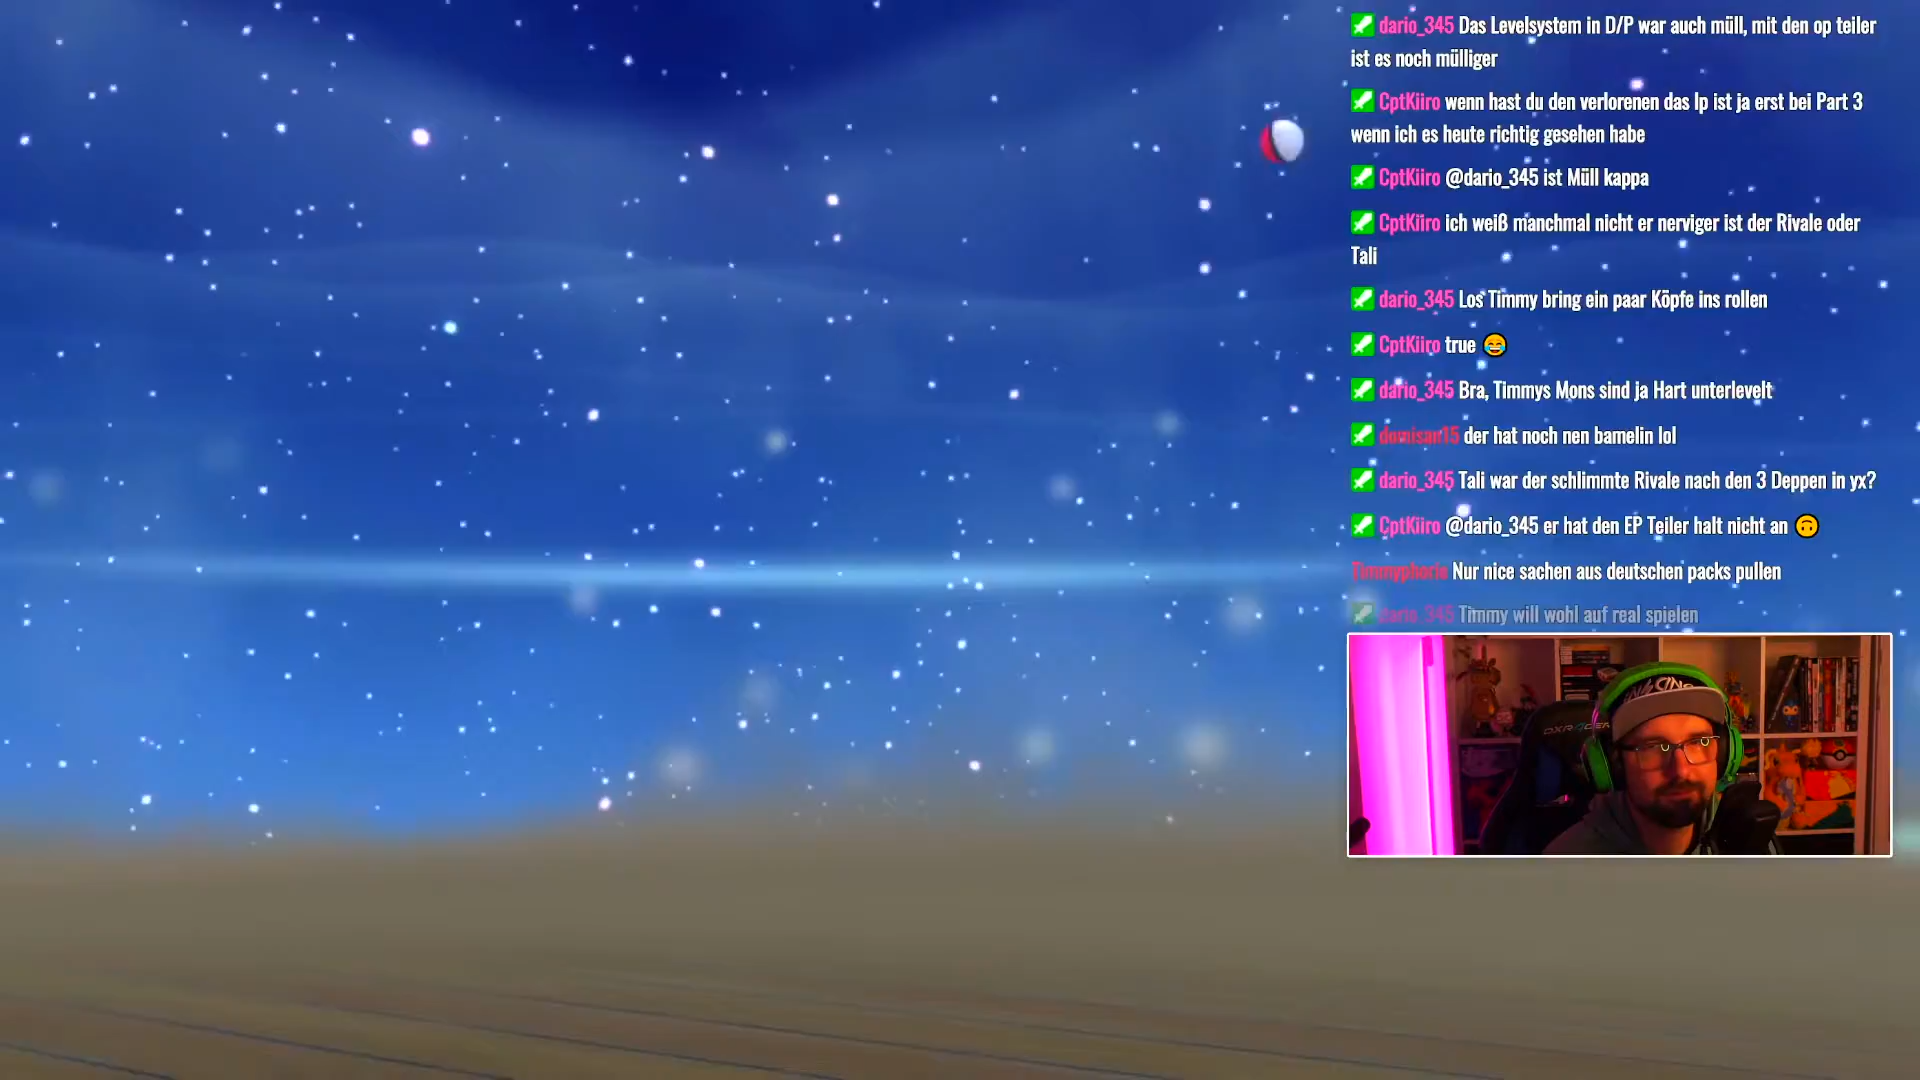 dario_345 Das Levelsystem in D/P war auch müll, mit den op teiler
ist es noch mülliger
CptKiiro wenn hast du den verlorenen das lp ist ja erst bei Part 3
wenn ich es heute richtig gesehen habe
CptKiiro @dario_345 ist Müll kappa
CptKiiro ich weiß manchmal nicht er nerviger ist der Rivale oder
Tali
dario_345 Los Timmy bring ein paar Köpfe ins rollen
CptKiiro true 😂
dario_345 Bra, Timmys Mons sind ja Hart unterlevelt
domisan15 der hat noch nen bamelin lol
dario_345 Tali war der schlimmte Rivale nach den 3 Deppen in yx?
CptKiiro @dario_345 er hat den EP Teiler halt nicht an 🙃
Timmyphorie Nur nice sachen aus deutschen packs pullen
dario_345 Timmy will wohl auf real spielen
DXRACER